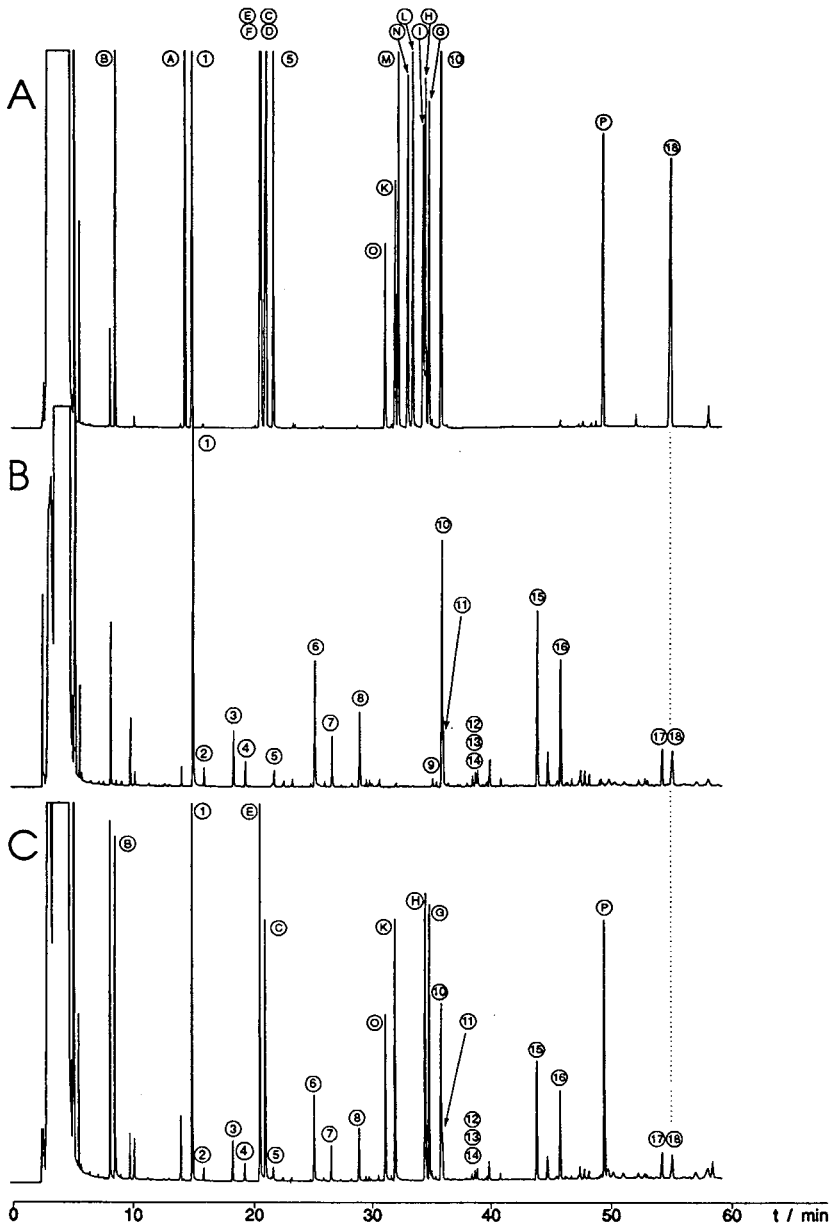 E C
F D
L H
N I G
B A 1 5 M 10
A
P
18
K
O
1
B
10
11
15
6 16
3 8
7
2 4 5 9 12 13 14 17 18
C
1 E
B
H G P
C K
10
O 11
15
6 16
12
3 8 13 17 18
2 4 5 7 14
0 10 20 30 40 50 60 t / min